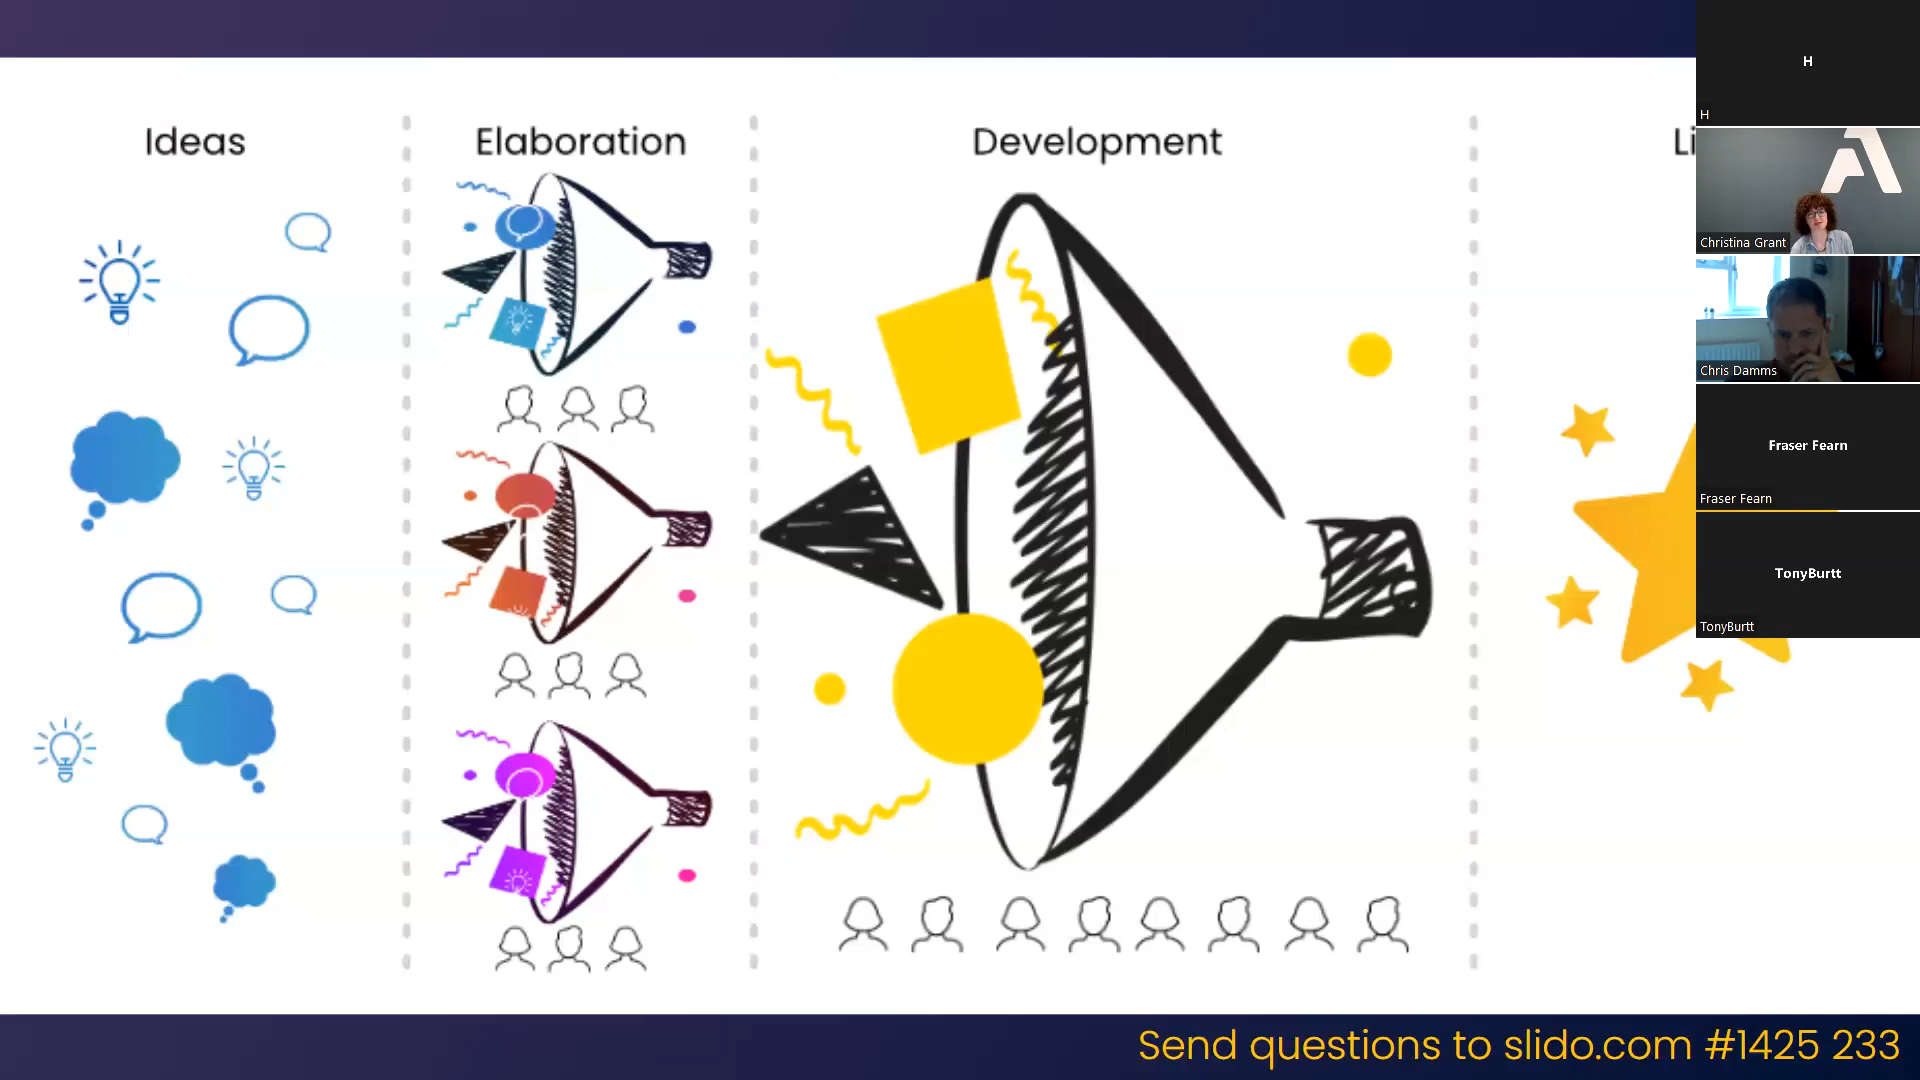 Ideas
Elaboration
Development
Li
H
H
Christina Grant
Chris Damms
Fraser Fearn
Fraser Fearn
TonyBurtt
TonyBurtt
Send questions to slido.com #1425 233